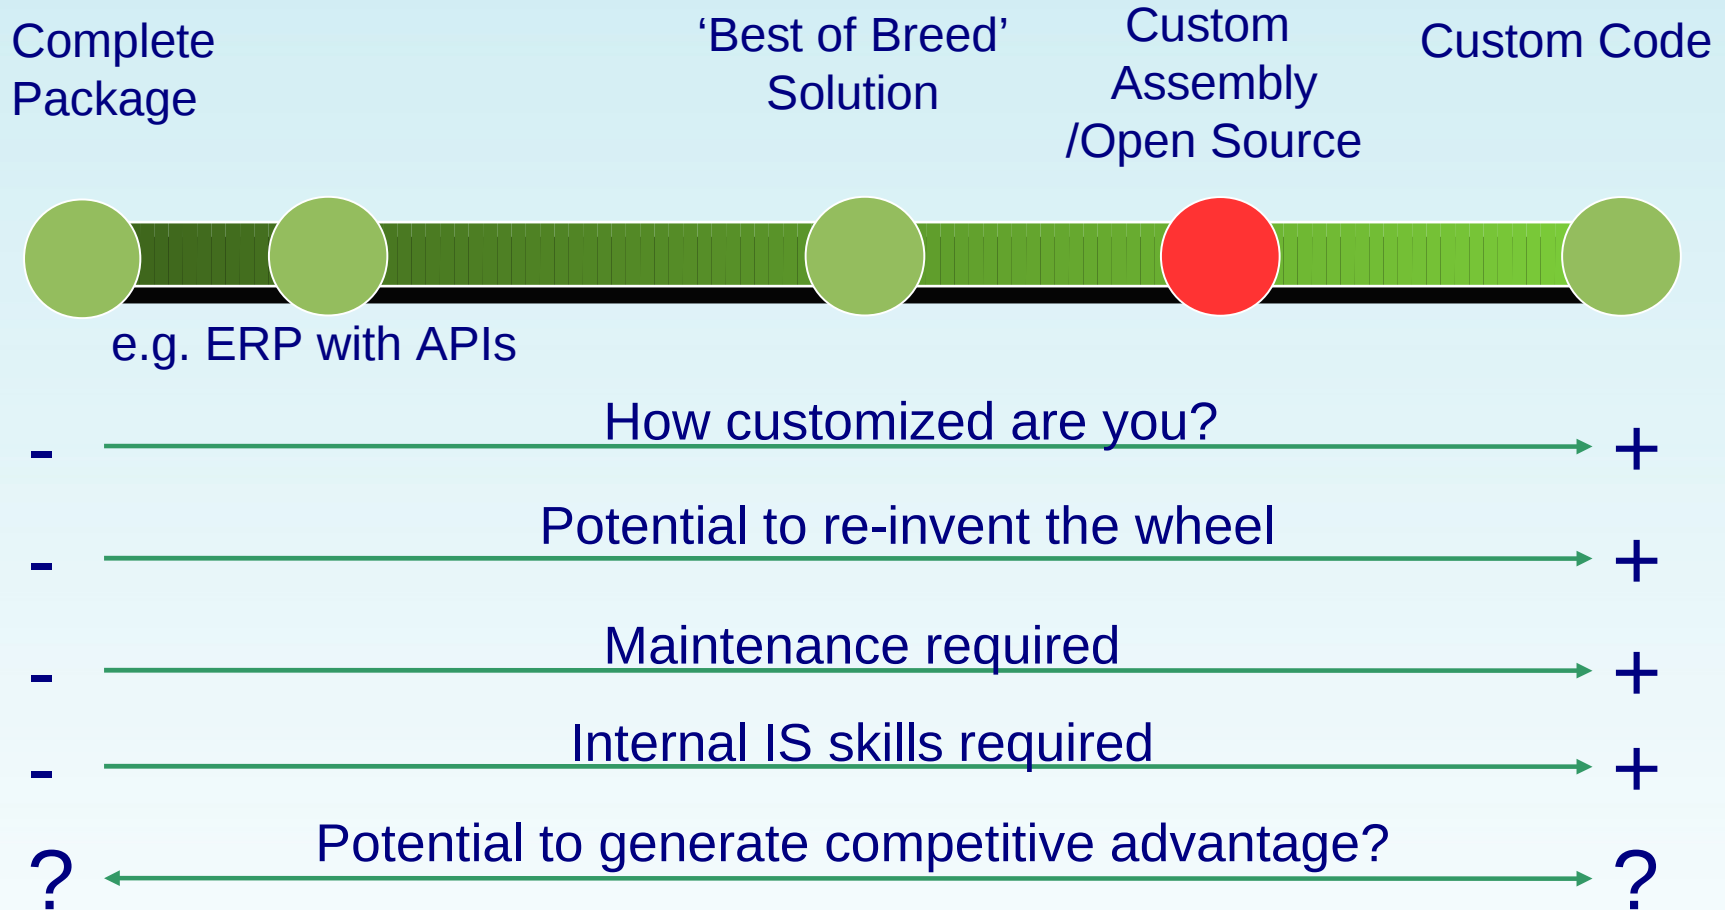 Complete
Package
‘Best of Breed’
Solution
Custom
Assembly
/Open Source
Custom Code
e.g. ERP with APIs
How customized are you?
- +
Potential to re-invent the wheel
- +
Maintenance required
- +
Internal IS skills required
- +
Potential to generate competitive advantage?
? ?